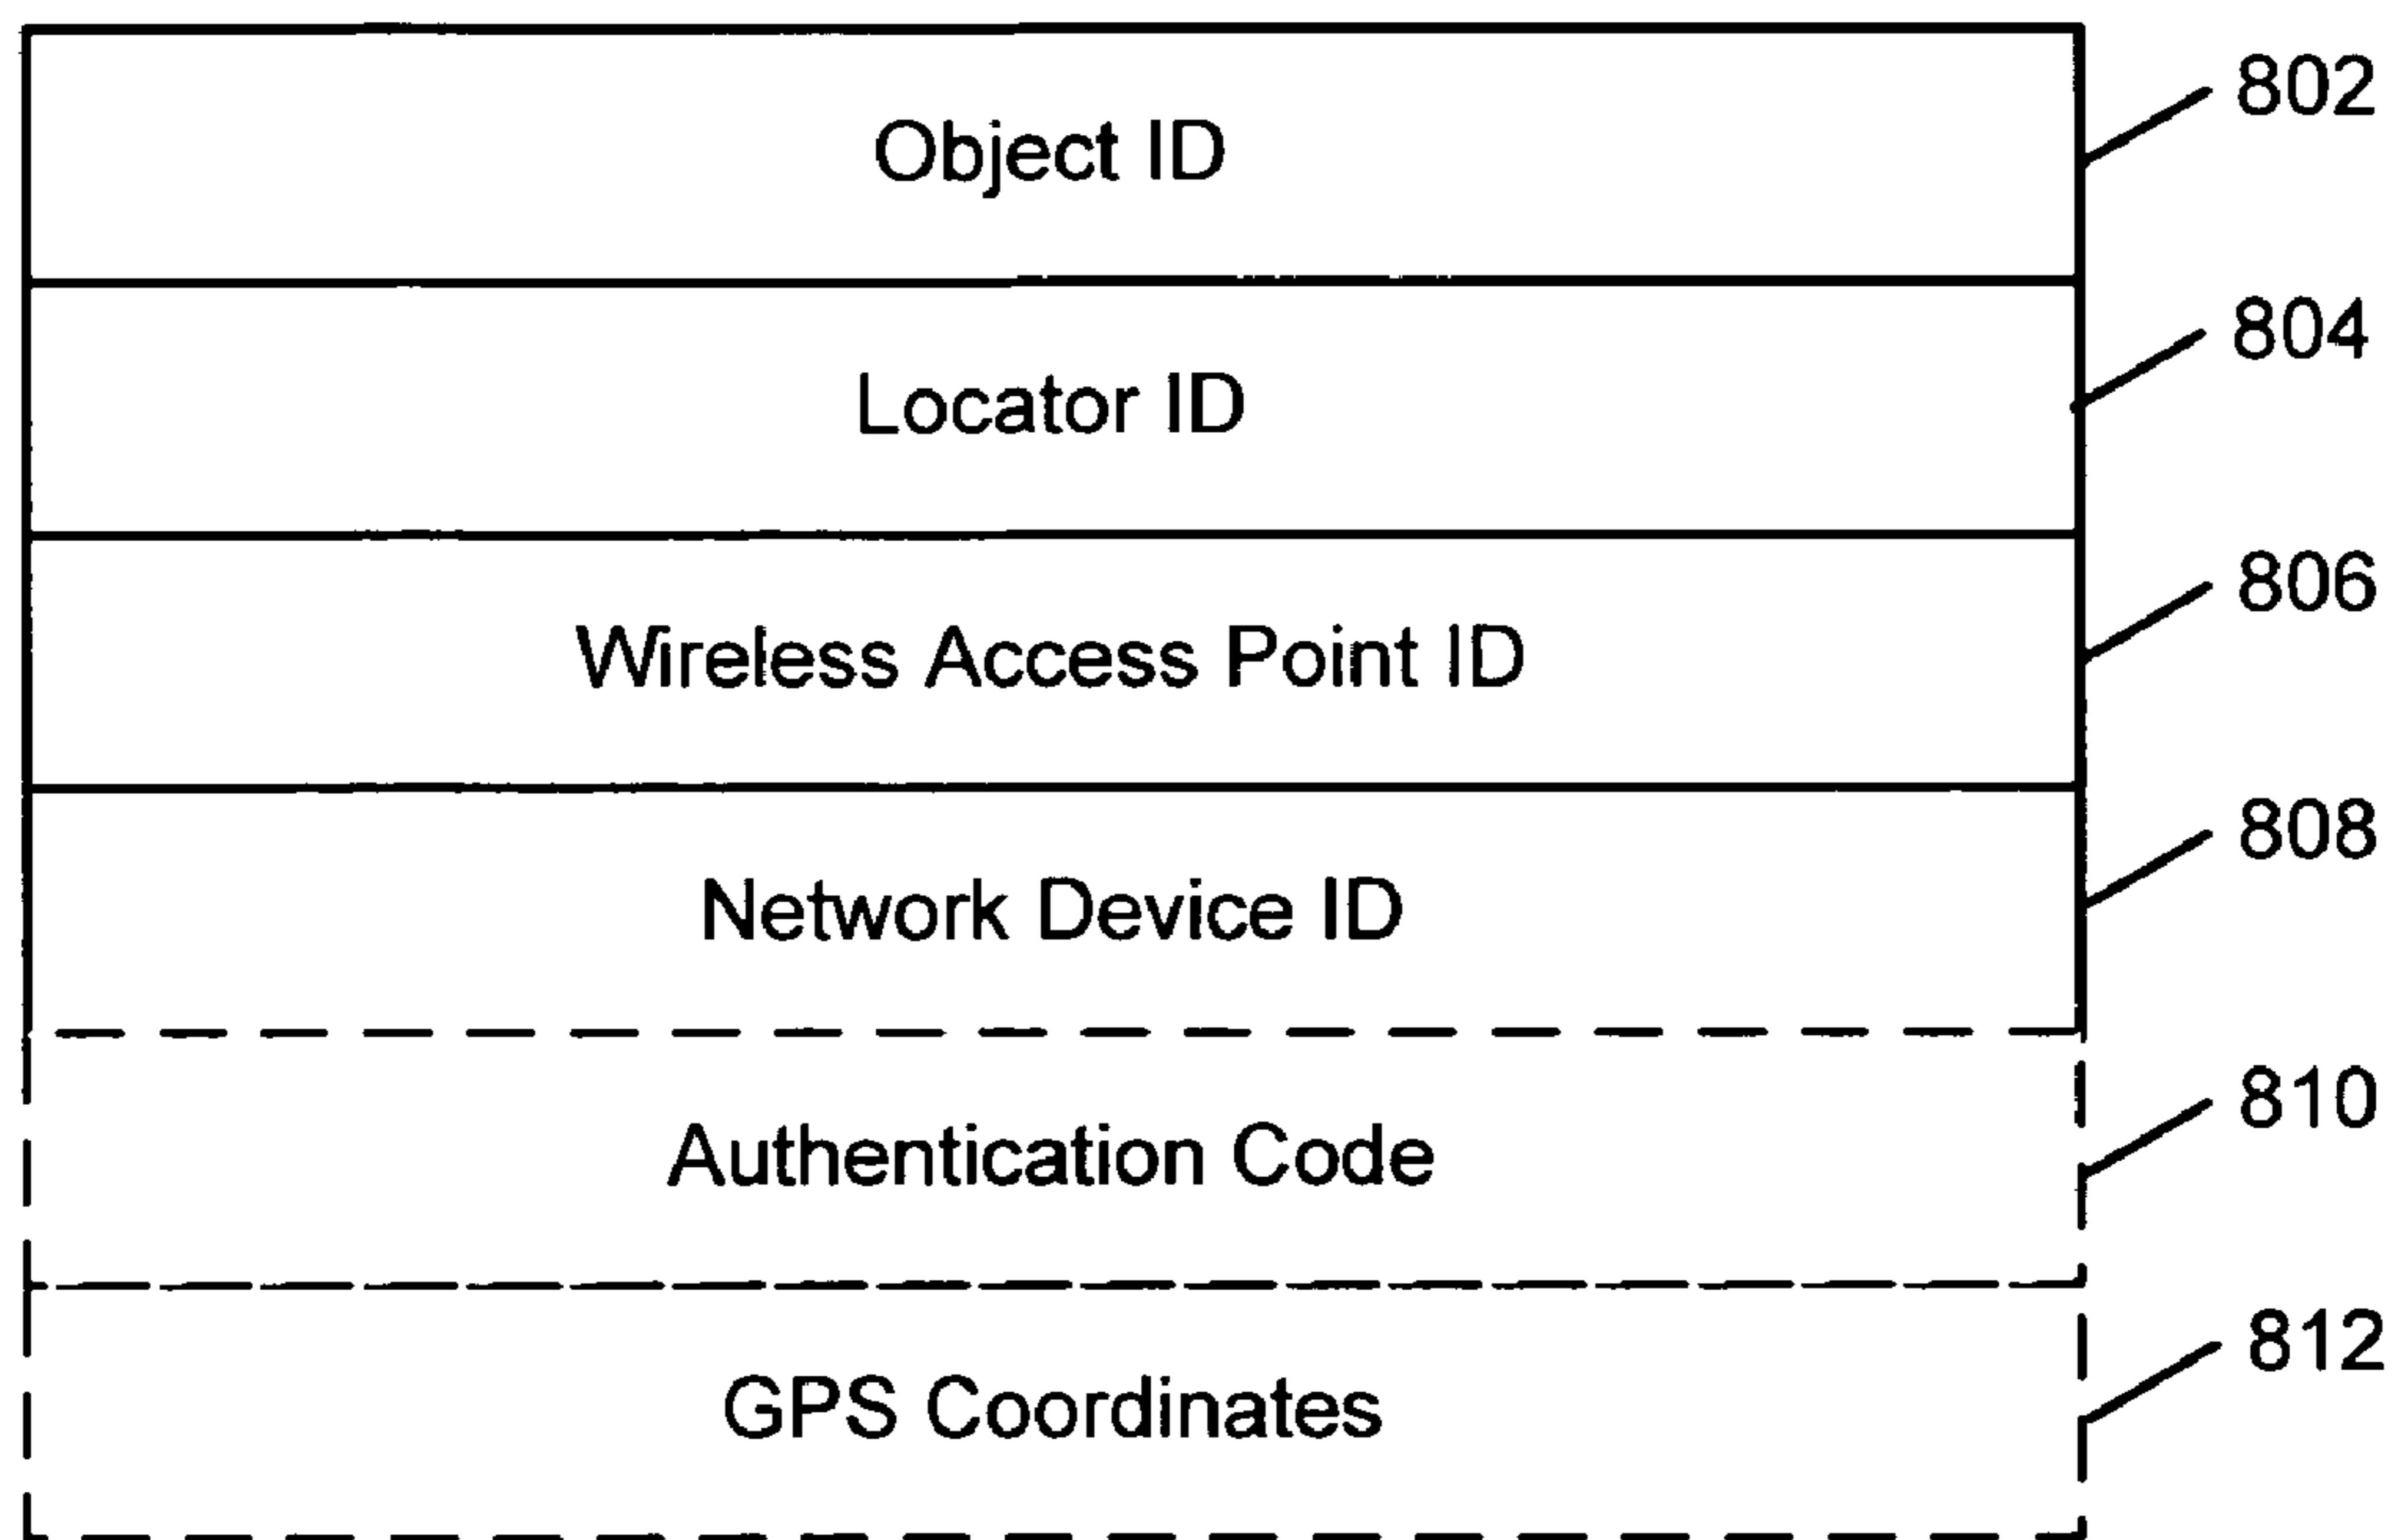 Object ID
802
Locator ID
804
Wireless Access Point ID
806
Network Device ID
808
Authentication Code
810
GPS Coordinates
812